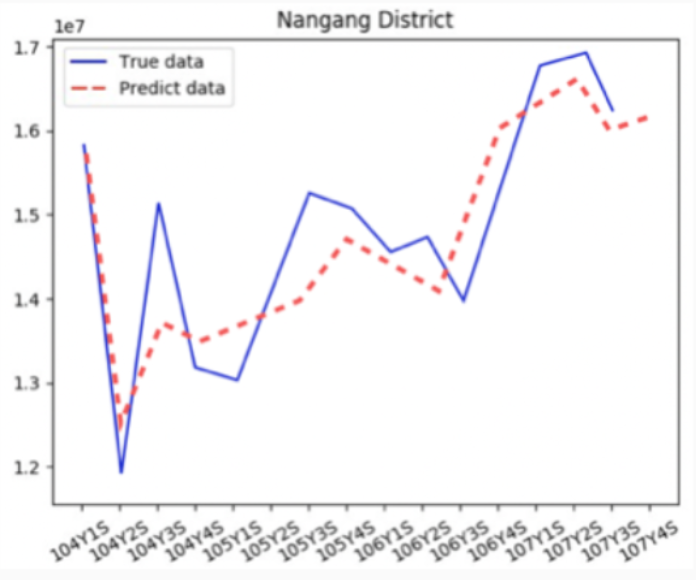 Nangang District
1e7
True data
Predict data
1.7
1.6
1.5
1.4
1.3
1.2
104Y1S
104Y2S
104Y3S
104Y4S
105Y1S
105Y2S
105Y3S
105Y4S
106Y1S
106Y2S
106Y3S
106Y4S
107Y1S
107Y2S
107Y3S
107Y4S